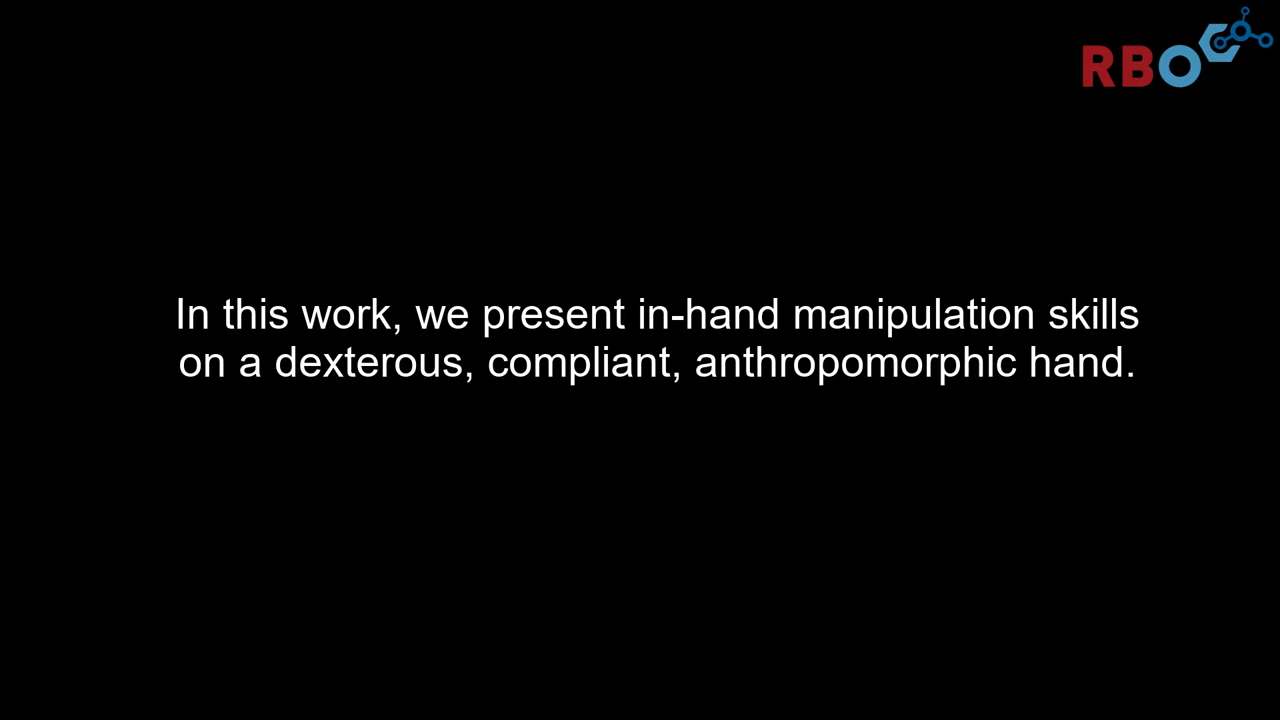 RBO
In this work, we present in-hand manipulation skills
on a dexterous, compliant, anthropomorphic hand.